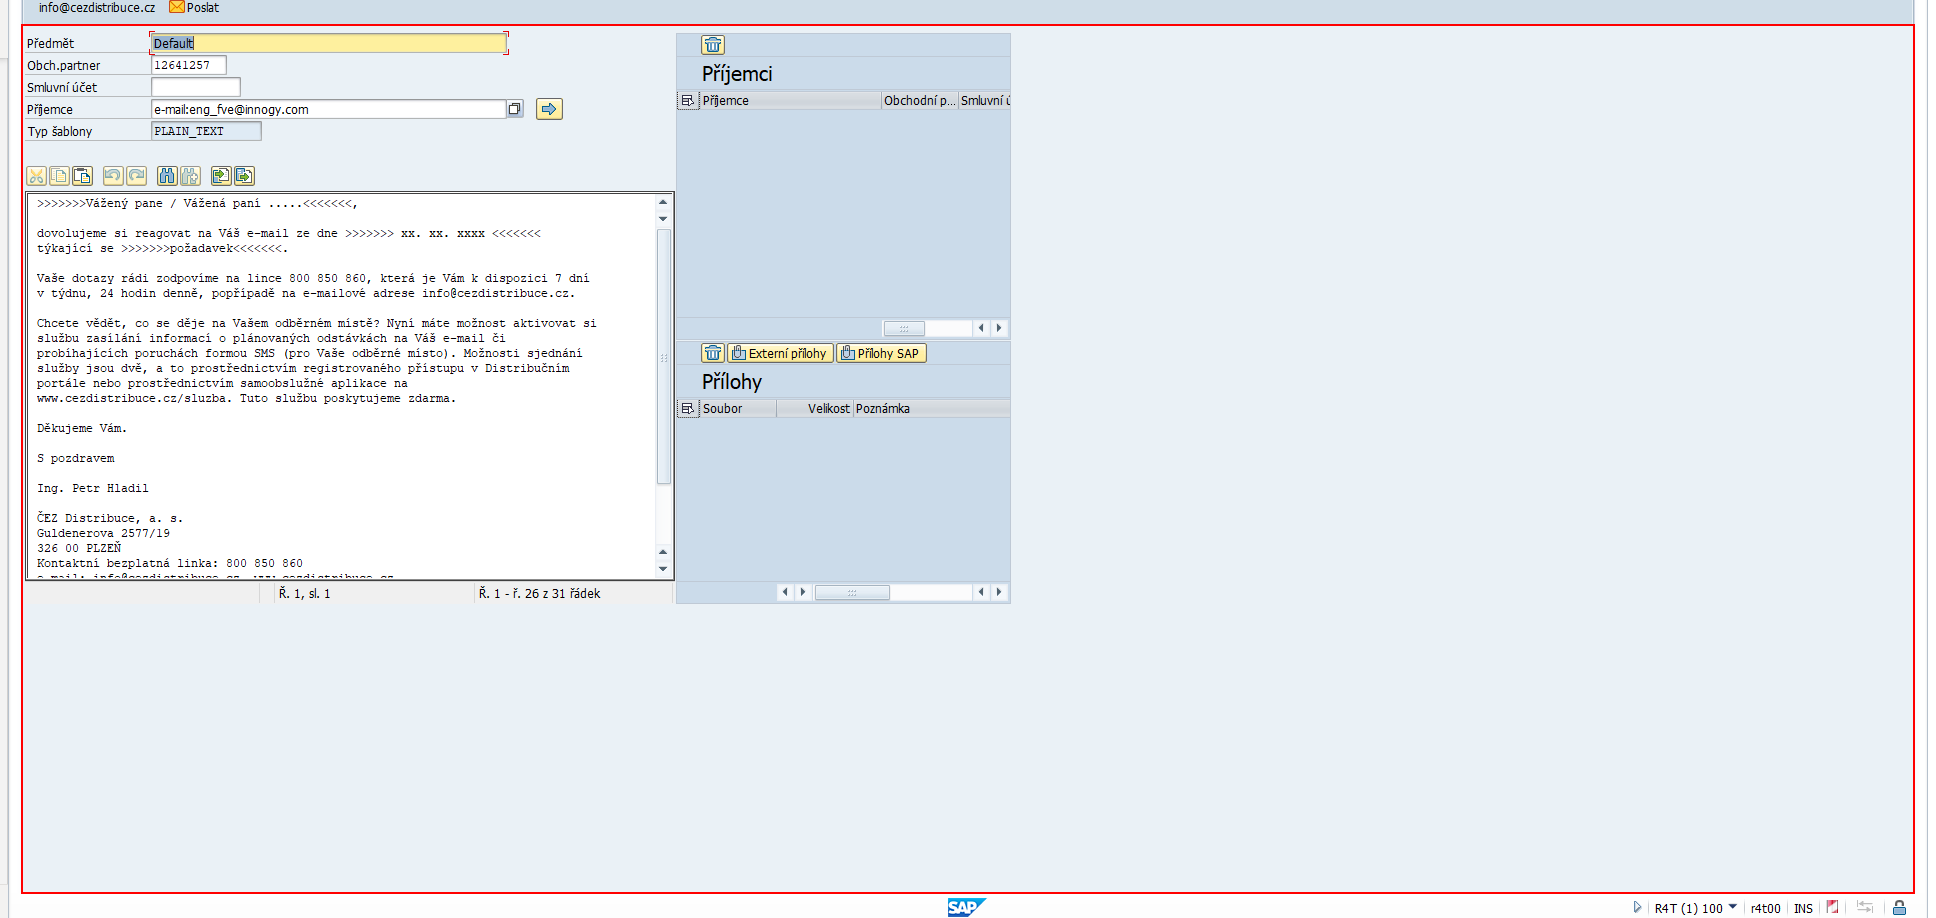 info@cezdistribuce.cz Poslat
Předmět Default
Obch.partner 12641257
Smluvní účet
Příjemce e-mail:eng_fve@innogy.com
Typ šablony PLAIN_TEXT
>>>>>>>Vážený pane / Vážená paní .....<<<<<<<,
dovolujeme si reagovat na Váš e-mail ze dne >>>>>>> xx. xx. xxxx <<<<<<<
týkající se >>>>>>>požadavek<<<<<<<.
Vaše dotazy rádi zodpovíme na lince 800 850 860, která je Vám k dispozici 7 dní
v týdnu, 24 hodin denně, popřípadě na e-mailové adrese info@cezdistribuce.cz.
Chcete vědět, co se děje na Vašem odběrném místě? Nyní máte možnost aktivovat si
službu zasílání informací o plánovaných odstávkách na Váš e-mail či
probíhajících poruchách formou SMS (pro Vaše odběrné místo). Možnosti sjednání
služby jsou dvě, a to prostřednictvím registrovaného přístupu v Distribučním
portále nebo prostřednictvím samoobslužné aplikace na
www.cezdistribuce.cz/sluzba. Tuto službu poskytujeme zdarma.
Děkujeme Vám.
S pozdravem
Ing. Petr Hladil
ČEZ Distribuce, a. s.
Guldenerova 2577/19
326 00 PLZEŇ
Kontaktní bezplatná linka: 800 850 860
e-mail: info@cezdistribuce.cz, www.cezdistribuce.cz
Ř. 1, sl. 1 Ř. 1 - ř. 26 z 31 řádek
Příjemci
Příjemce Obchodní p... Smluvní ú
Externí přílohy Přílohy SAP
Přílohy
Soubor Velikost Poznámka
SAP
R4T (1) 100 r4t00 INS